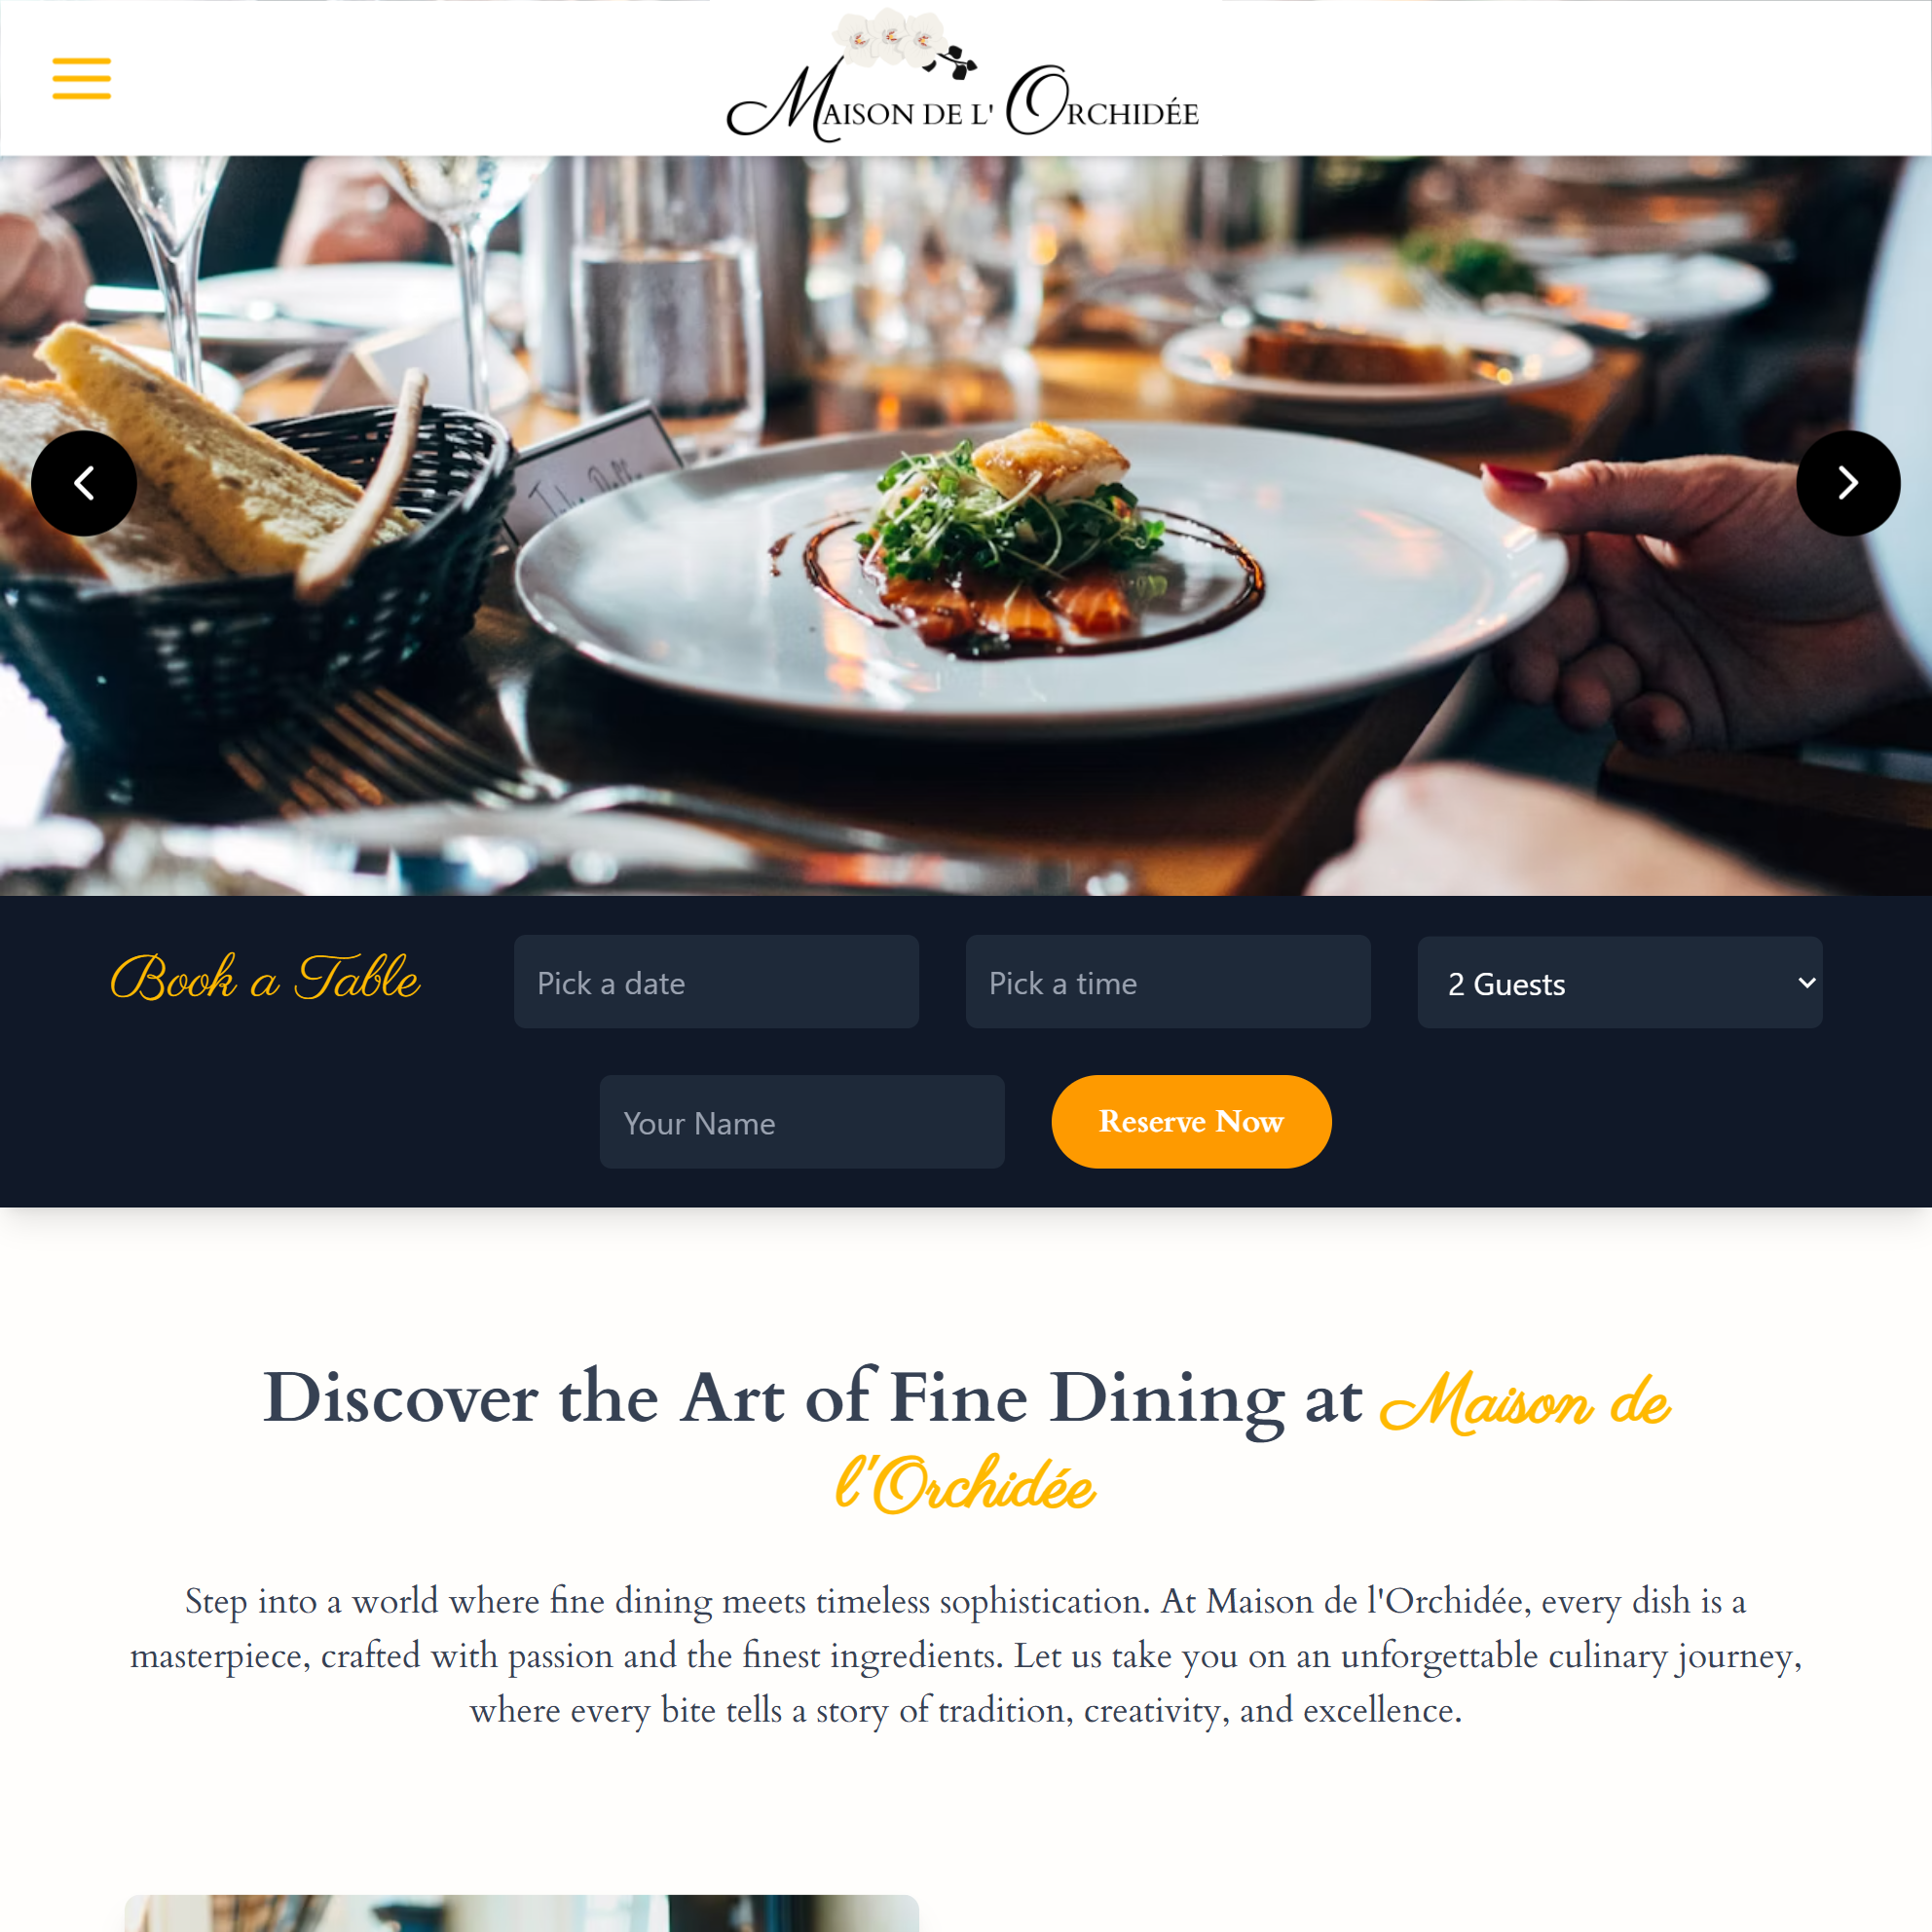 Maison de l' Orchidée
Book a Table
Pick a date
Pick a time
2 Guests
Your Name
Reserve Now
Discover the Art of Fine Dining at Maison de
l'Orchidée
Step into a world where fine dining meets timeless sophistication. At Maison de l'Orchidée, every dish is a
masterpiece, crafted with passion and the finest ingredients. Let us take you on an unforgettable culinary journey,
where every bite tells a story of tradition, creativity, and excellence.